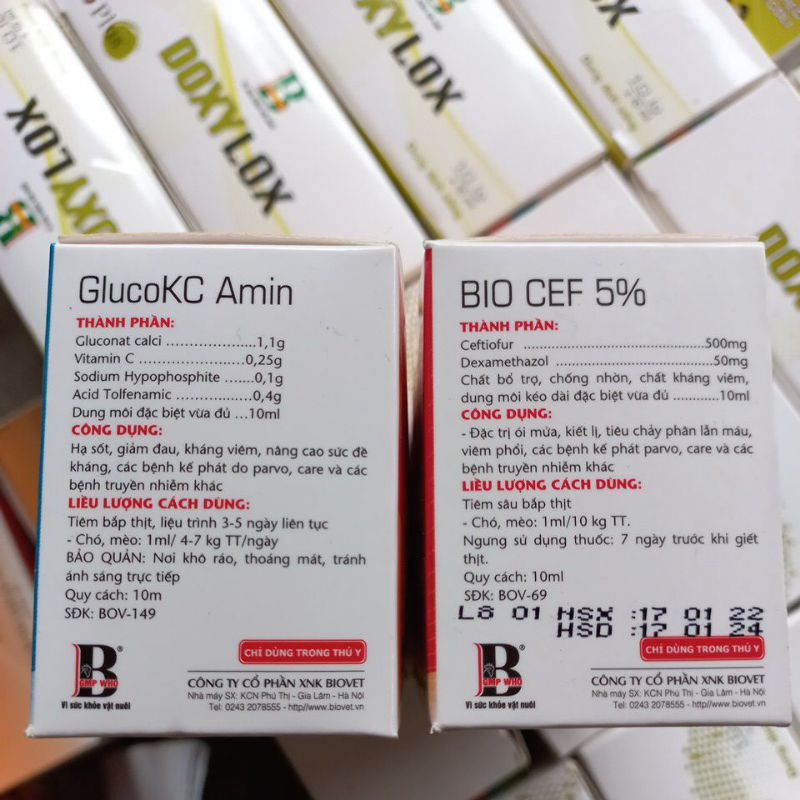 DOXYLOX
DOXYLOX
DOXYLOX
DOXYLOX
GlucoKC Amin
THÀNH PHẦN:
Gluconat calci .....................1,1g
Vitamin C ........................0,25g
Sodium Hypophosphite .......0,1g
Acid Tolfenamic .................0,4g
Dung môi đặc biệt vừa đủ ...10ml
CÔNG DỤNG:
Hạ sốt, giảm đau, kháng viêm, nâng cao sức đề
kháng, các bệnh kế phát do parvo, care và các
bệnh truyền nhiễm khác
LIỀU LƯỢNG CÁCH DÙNG:
Tiêm bắp thịt, liệu trình 3-5 ngày liên tục
- Chó, mèo: 1ml/ 4-7 kg TT/ngày
BẢO QUẢN: Nơi khô ráo, thoáng mát, tránh
ánh sáng trực tiếp
Quy cách: 10m
SĐK: BOV-149
CHỈ DÙNG TRONG THÚ Y
B®
GMP WHO
Vì sức khỏe vật nuôi
CÔNG TY CỔ PHẦN XNK BIOVET
Nhà máy SX: KCN Phú Thị - Gia Lâm - Hà Nội
Tel: 0243 2078555 - http//www.biovet.vn
BIO CEF 5%
THÀNH PHẦN:
Ceftiofur ........................................500mg
Dexamethazol ....................................50mg
Chất bổ trợ, chống nhờn, chất kháng viêm,
dung môi kéo dài đặc biệt vừa đủ ............10ml
CÔNG DỤNG:
- Đặc trị ói mửa, kiết lị, tiêu chảy phân lẫn máu,
viêm phổi, các bệnh kế phát parvo, care và các
bệnh truyền nhiễm khác
LIỀU LƯỢNG CÁCH DÙNG:
Tiêm sâu bắp thịt
- Chó, mèo: 1ml/10 kg TT.
Ngưng sử dụng thuốc: 7 ngày trước khi giết
thịt.
Quy cách: 10ml
SĐK: BOV-69
Lô 01 HSX :17 01 22
HSD :17 01 24
CHỈ DÙNG TRONG THÚ Y
B®
GMP WHO
Vì sức khỏe vật nuôi
CÔNG TY CỔ PHẦN XNK BIOVET
Nhà máy SX: KCN Phú Thị - Gia Lâm - Hà Nội
Tel: 0243 2078555 - http//www.biovet.vn